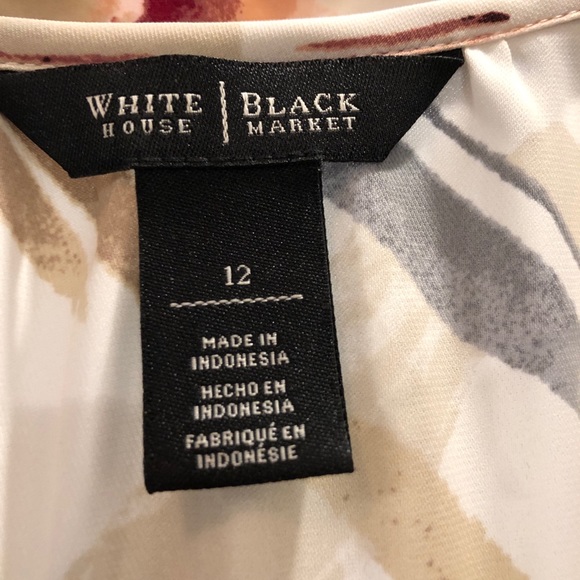 WHITE | BLACK
HOUSE | MARKET
12
MADE IN
INDONESIA
HECHO EN
INDONESIA
FABRIQUÉ EN
INDONÉSIE